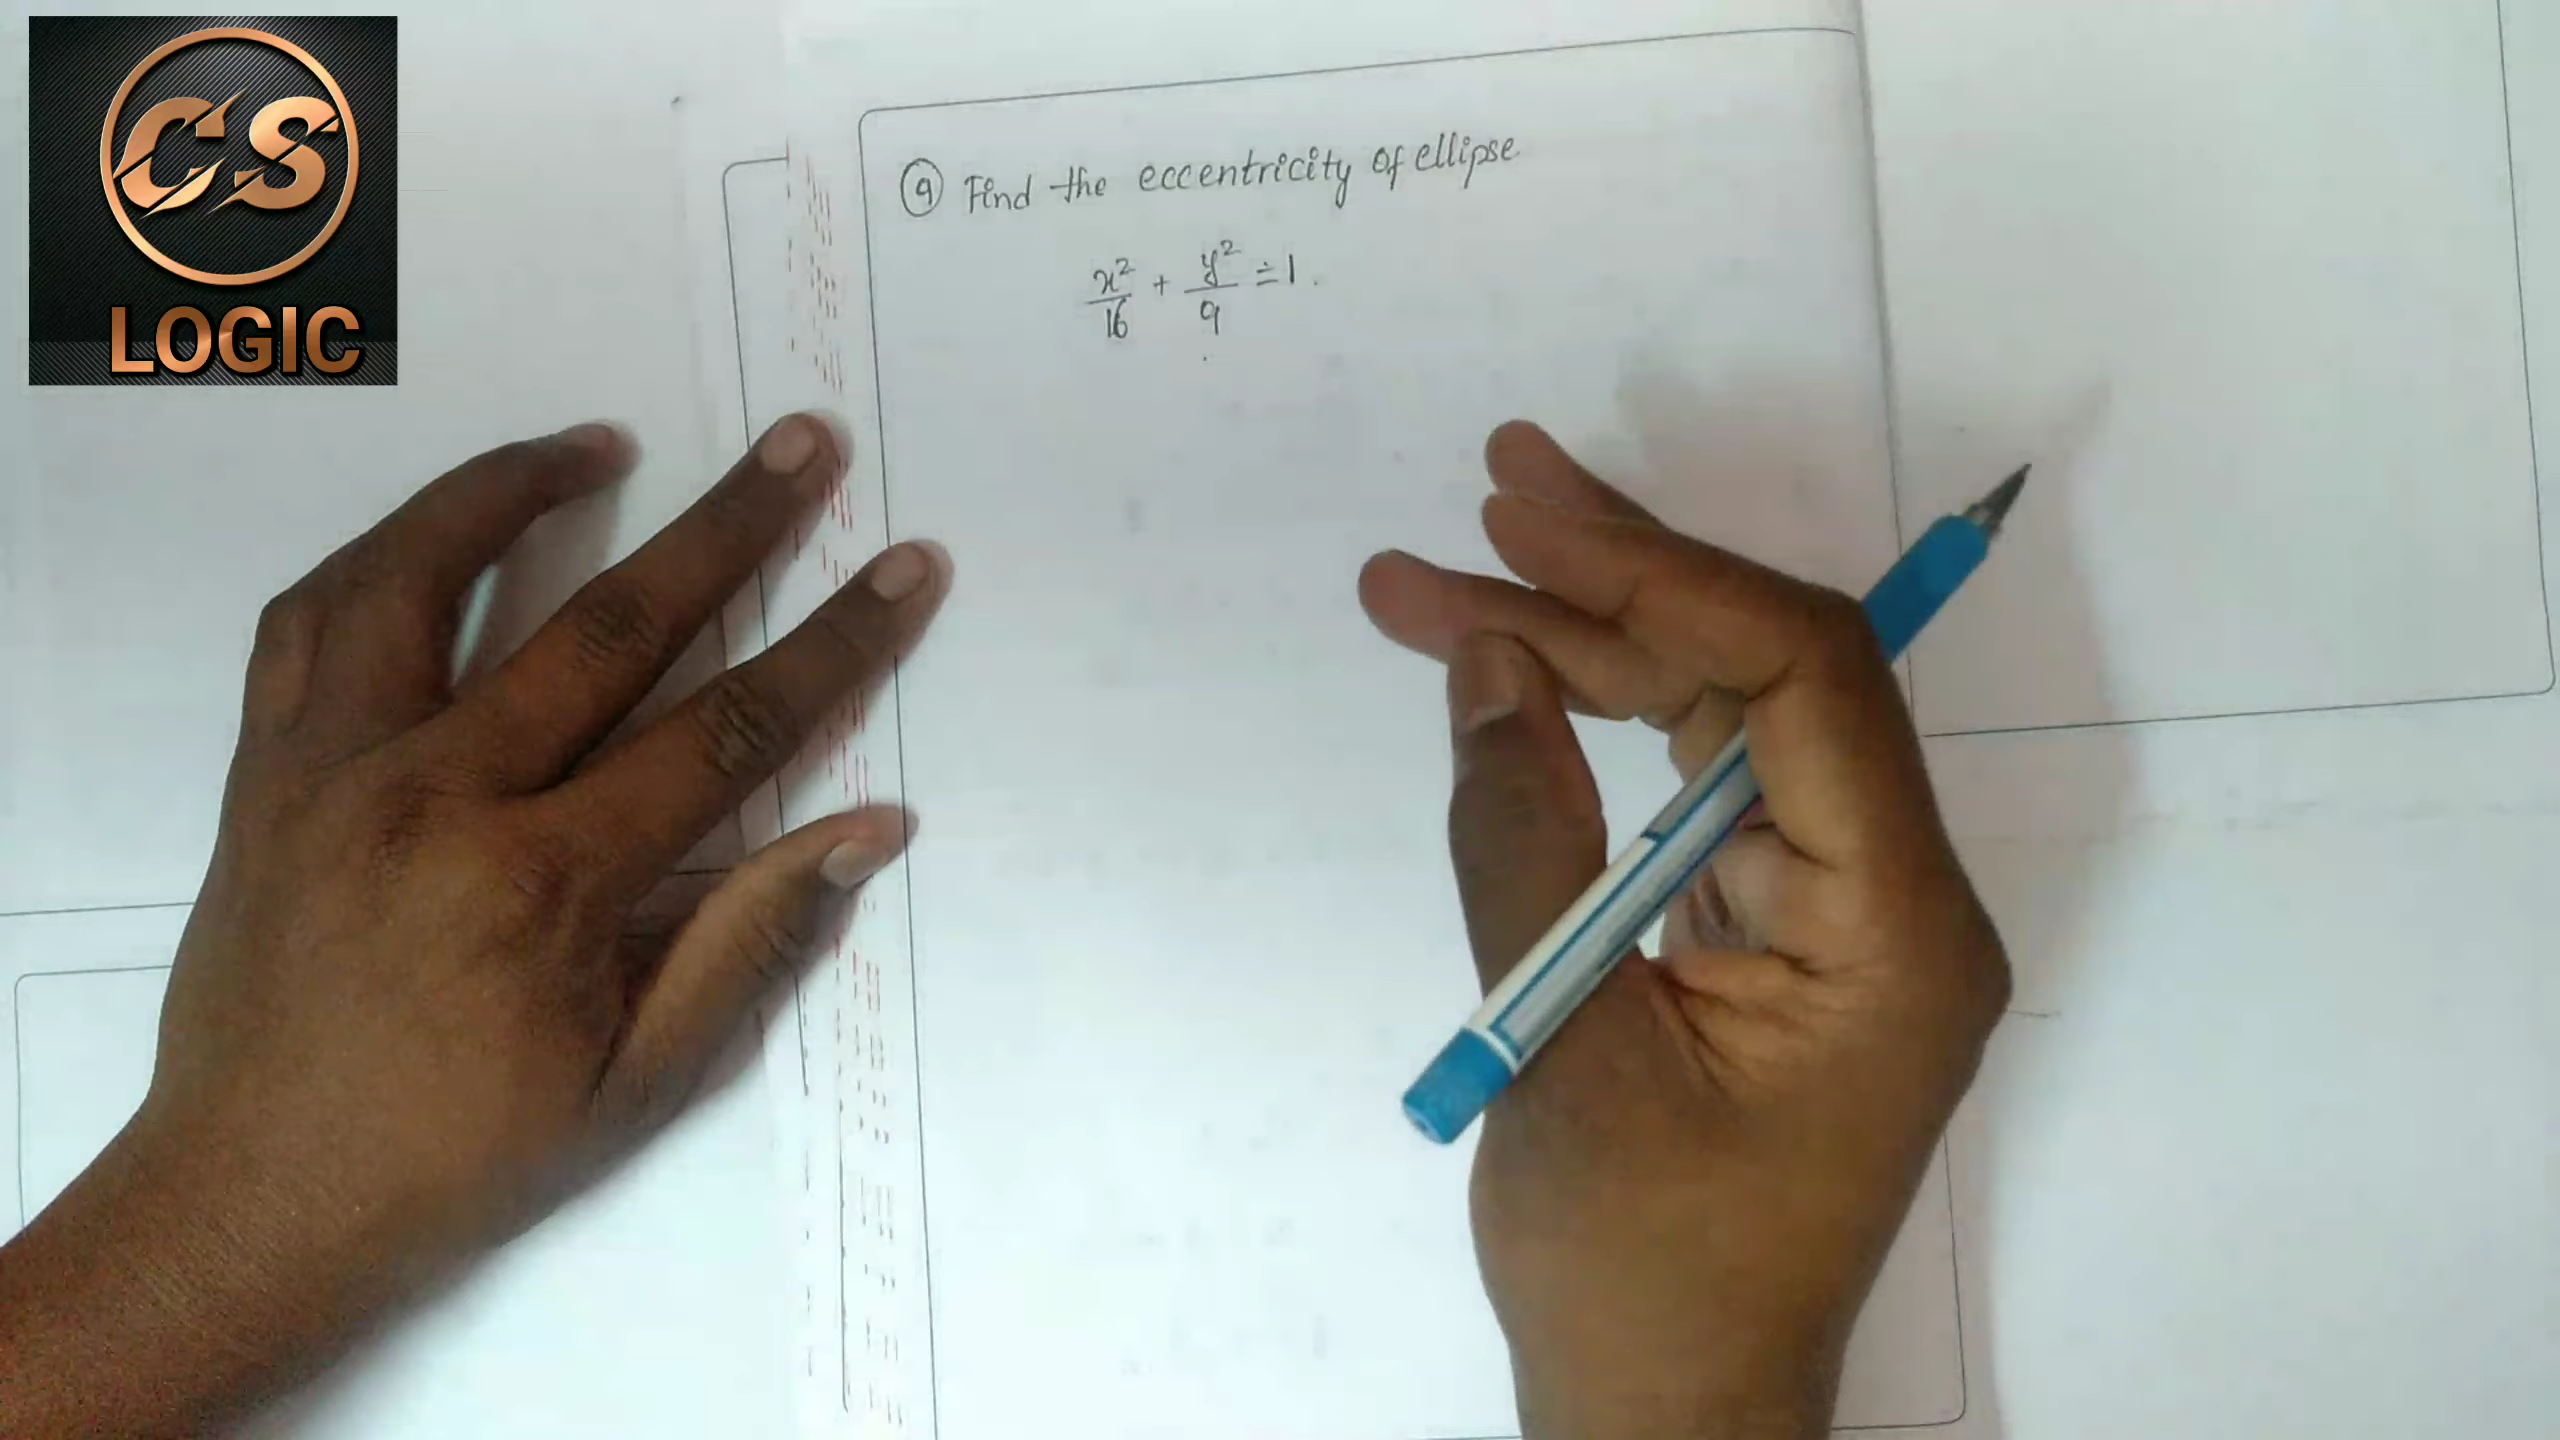 CS
LOGIC
9 Find the eccentricity of ellipse
x²/16 + y²/9 = 1.